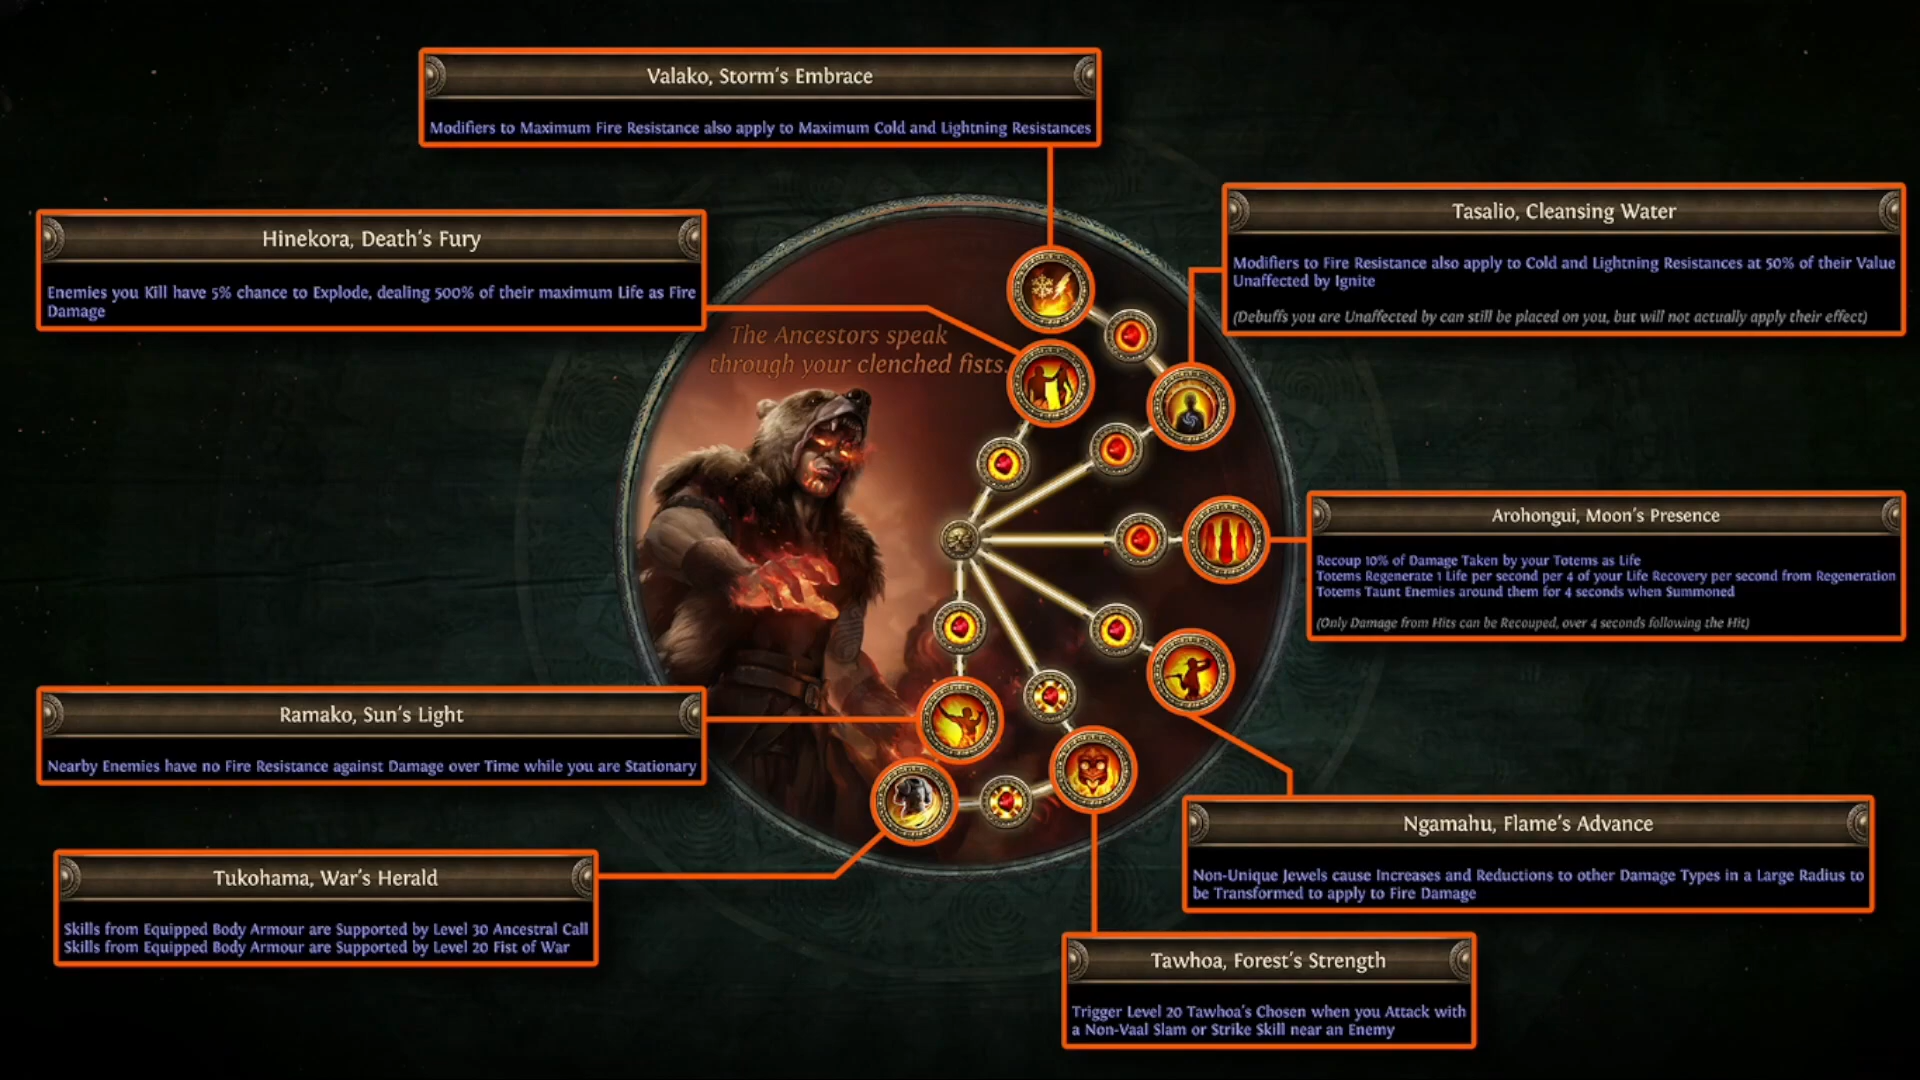 Valako, Storm's Embrace
Modifiers to Maximum Fire Resistance also apply to Maximum Cold and Lightning Resistances
Tasalio, Cleansing Water
Modifiers to Fire Resistance also apply to Cold and Lightning Resistances at 50% of their Value
Unaffected by Ignite
(Debuffs you are Unaffected by can still be placed on you, but will not actually apply their effect)
Hinekora, Death's Fury
Enemies you Kill have 5% chance to Explode, dealing 500% of their maximum Life as Fire
Damage
The Ancestors speak
through your clenched fists.
Arohongui, Moon's Presence
Recoup 10% of Damage Taken by your Totems as Life
Totems Regenerate 1 Life per second per 4 of your Life Recovery per second from Regeneration
Totems Taunt Enemies around them for 4 seconds when Summoned
(Only Damage from Hits can be Recouped, over 4 seconds following the Hit)
Ramako, Sun's Light
Nearby Enemies have no Fire Resistance against Damage over Time while you are Stationary
Ngamahu, Flame's Advance
Non-Unique Jewels cause Increases and Reductions to other Damage Types in a Large Radius to
be Transformed to apply to Fire Damage
Tukohama, War's Herald
Skills from Equipped Body Armour are Supported by Level 30 Ancestral Call
Skills from Equipped Body Armour are Supported by Level 20 Fist of War
Tawhoa, Forest's Strength
Trigger Level 20 Tawhoa's Chosen when you Attack with
a Non-Vaal Slam or Strike Skill near an Enemy